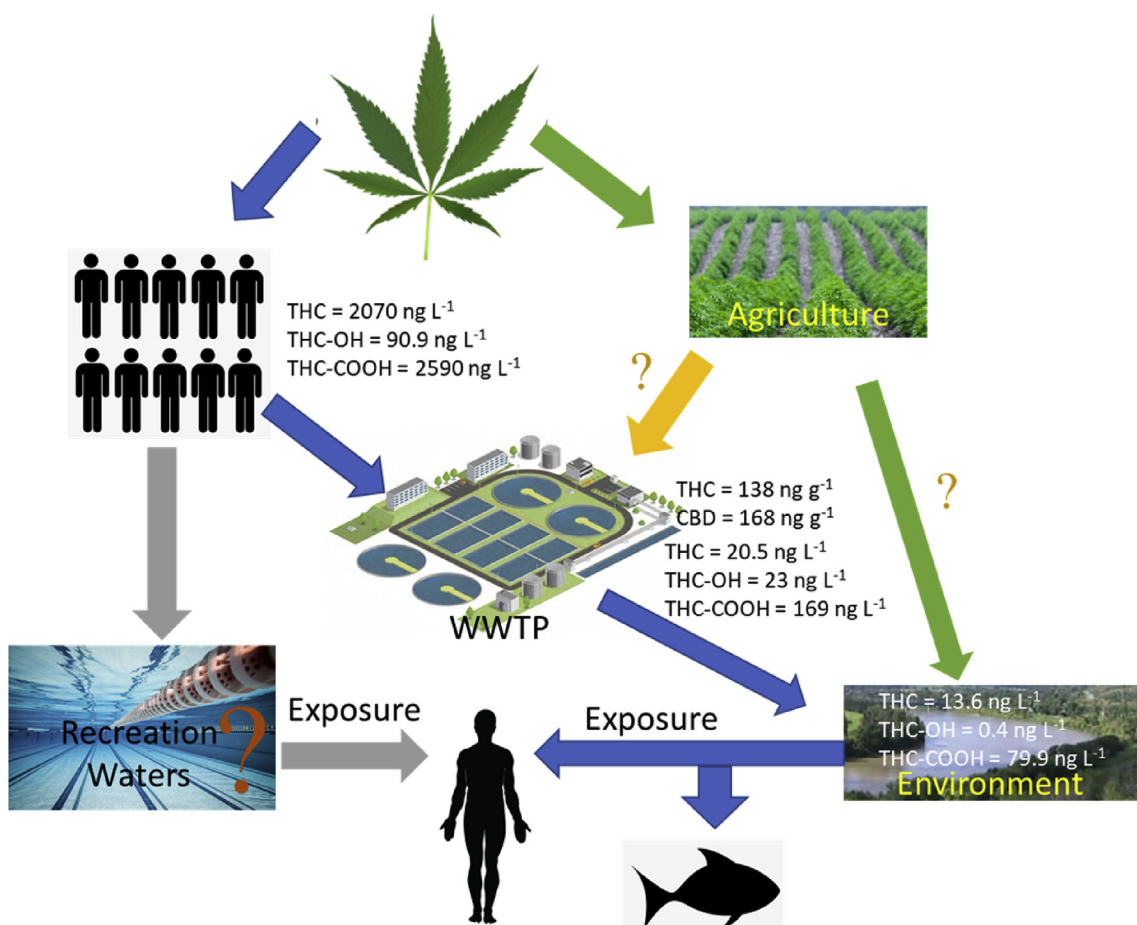 THC = 2070 ng L⁻¹
THC-OH = 90.9 ng L⁻¹
THC-COOH = 2590 ng L⁻¹
Agriculture
?
?
THC = 138 ng g⁻¹
CBD = 168 ng g⁻¹
THC = 20.5 ng L⁻¹
THC-OH = 23 ng L⁻¹
THC-COOH = 169 ng L⁻¹
WWTP
Recreation
Waters
?
Exposure
Exposure
THC = 13.6 ng L⁻¹
THC-OH = 0.4 ng L⁻¹
THC-COOH = 79.9 ng L⁻¹
Environment